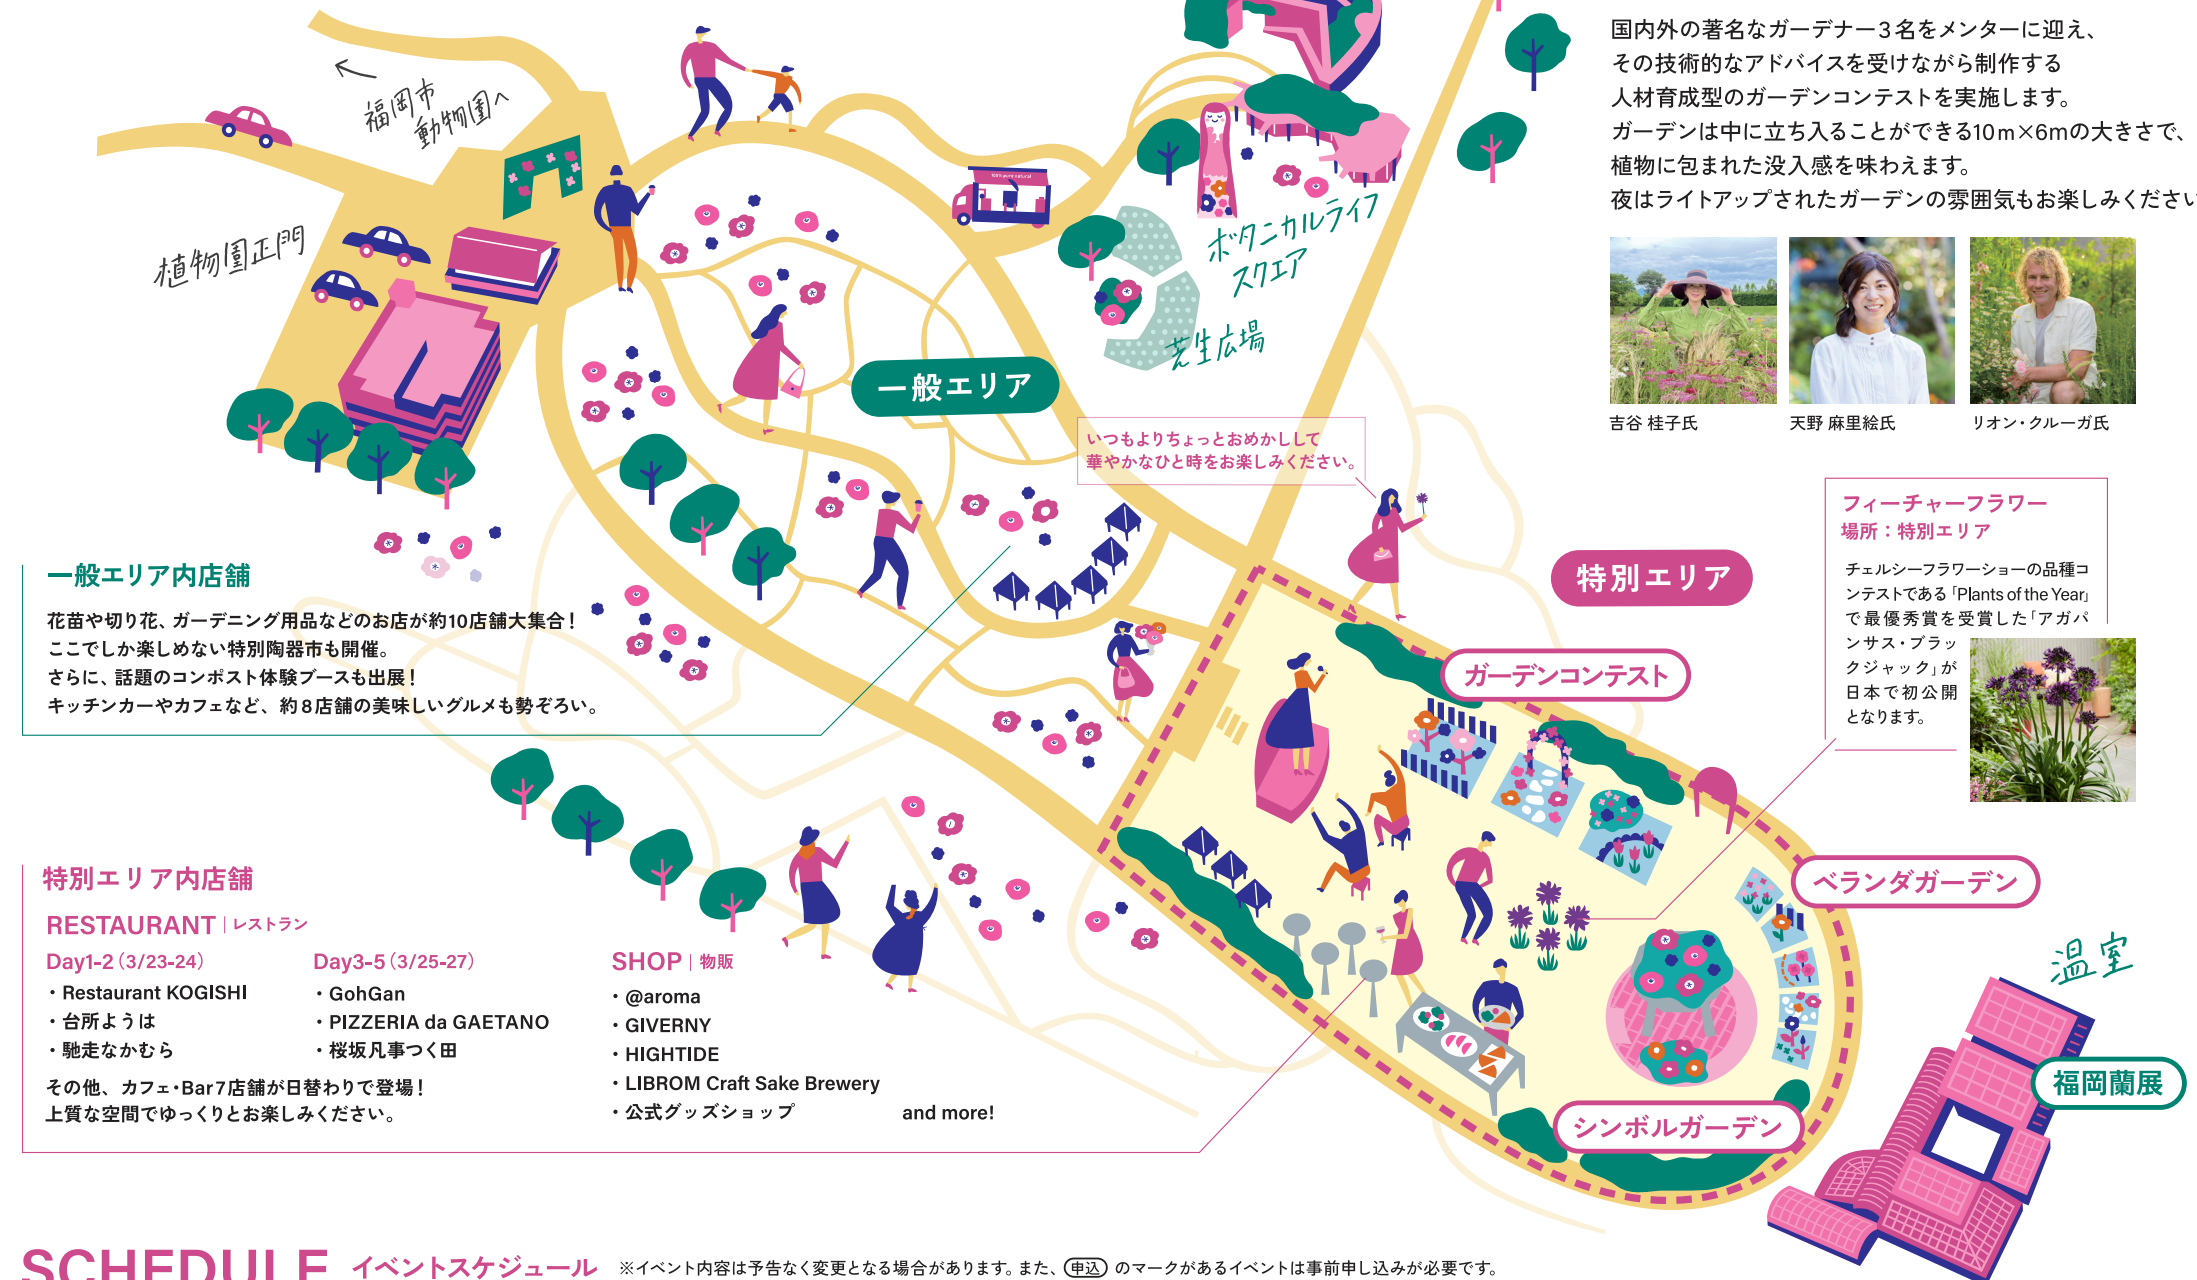 国内外の著名なガーデナー3名をメンターに迎え、
その技術的なアドバイスを受けながら制作する
人材育成型のガーデンコンテストを実施します。
ガーデンは中に立ち入ることができる10m×6mの大きさで、
植物に包まれた没入感を味わえます。
夜はライトアップされたガーデンの雰囲気もお楽しみくださ
吉谷 桂子氏
天野 麻里絵氏
リオン・クルーガ氏
福岡市
動物園へ
植物園正門
100% pure natural
ボタニカルライフ
スクエア
芝生広場
一般エリア
いつもよりちょっとおめかしして
華やかなひと時をお楽しみください。
特別エリア
フィーチャーフラワー
場所：特別エリア
チェルシーフラワーショーの品種コ
ンテストである「Plants of the Year」
で最優秀賞を受賞した「アガパ
ンサス・ブラッ
クジャック」が
日本で初公開
となります。
一般エリア内店舗
花苗や切り花、ガーデニング用品などのお店が約10店舗大集合！
ここでしか楽しめない特別陶器市も開催。
さらに、話題のコンポスト体験ブースも出展！
キッチンカーやカフェなど、約8店舗の美味しいグルメも勢ぞろい。
ガーデンコンテスト
ベランダガーデン
シンボルガーデン
温室
福岡蘭展
特別エリア内店舗
RESTAURANT｜レストラン
Day1-2（3/23-24）
・Restaurant KOGISHI
・台所ようは
・馳走なかむら
Day3-5（3/25-27）
・GohGan
・PIZZERIA da GAETANO
・桜坂凡事つく田
その他、カフェ・Bar7店舗が日替わりで登場！
上質な空間でゆっくりとお楽しみください。
SHOP｜物販
・@aroma
・GIVERNY
・HIGHTIDE
・LIBROM Craft Sake Brewery
・公式グッズショップ
and more!
SCHEDULE イベントスケジュール ※イベント内容は予告なく変更となる場合があります。また、申込 のマークがあるイベントは事前申し込みが必要です。